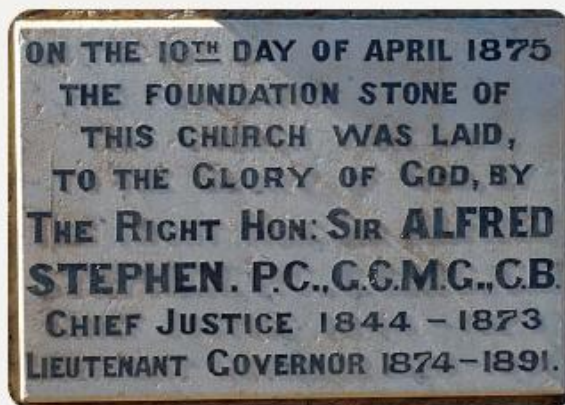 ON THE 10TH DAY OF APRIL 1875
THE FOUNDATION STONE OF
THIS CHURCH WAS LAID,
TO THE GLORY OF GOD, BY
THE RIGHT HON: SIR ALFRED
STEPHEN. P.C., G.C.M.G., C.B.
CHIEF JUSTICE 1844 – 1873
LIEUTENANT GOVERNOR 1874–1891.